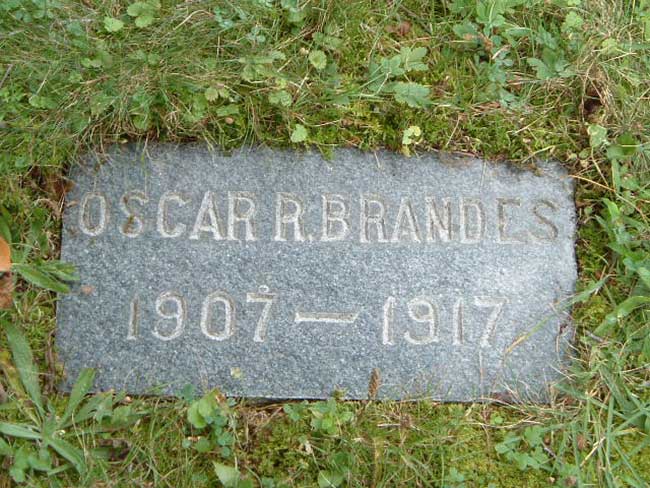 OSCAR R. BRANDES
1907 — 1917